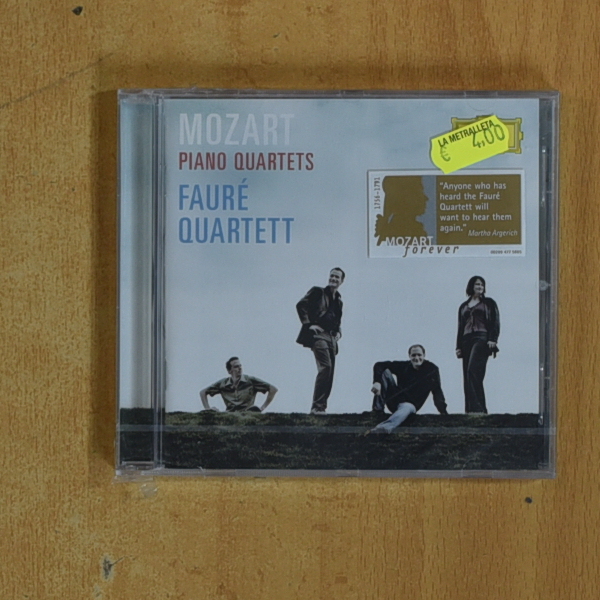 MOZART
PIANO QUARTETS
FAURÉ
QUARTETT
LA METRALLETA
€ 4,00
1756-1791
"Anyone who has
heard the Fauré
Quartett will
want to hear them
again."
Martha Argerich
MOZART
forever